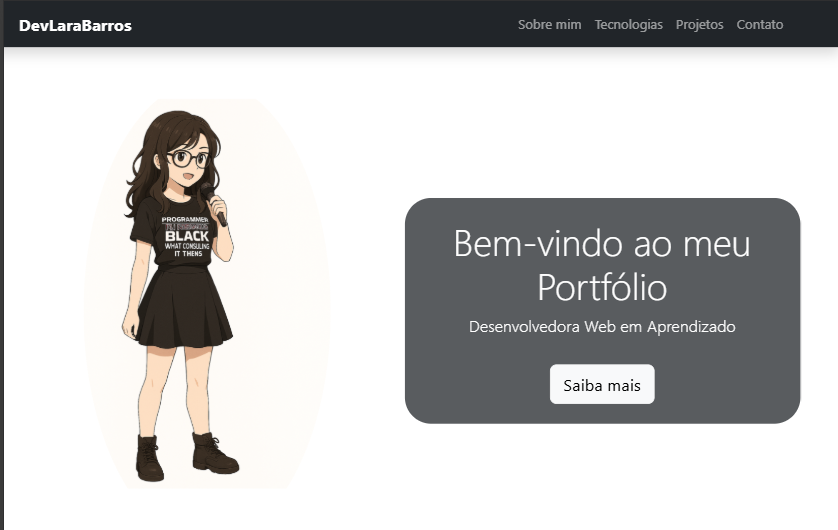 DevLaraBarros
Sobre mim Tecnologias Projetos Contato
PROGRAMMER
BLACK
WHAT CONSULING
IT THENS
Bem-vindo ao meu
Portfólio
Desenvolvedora Web em Aprendizado
Saiba mais